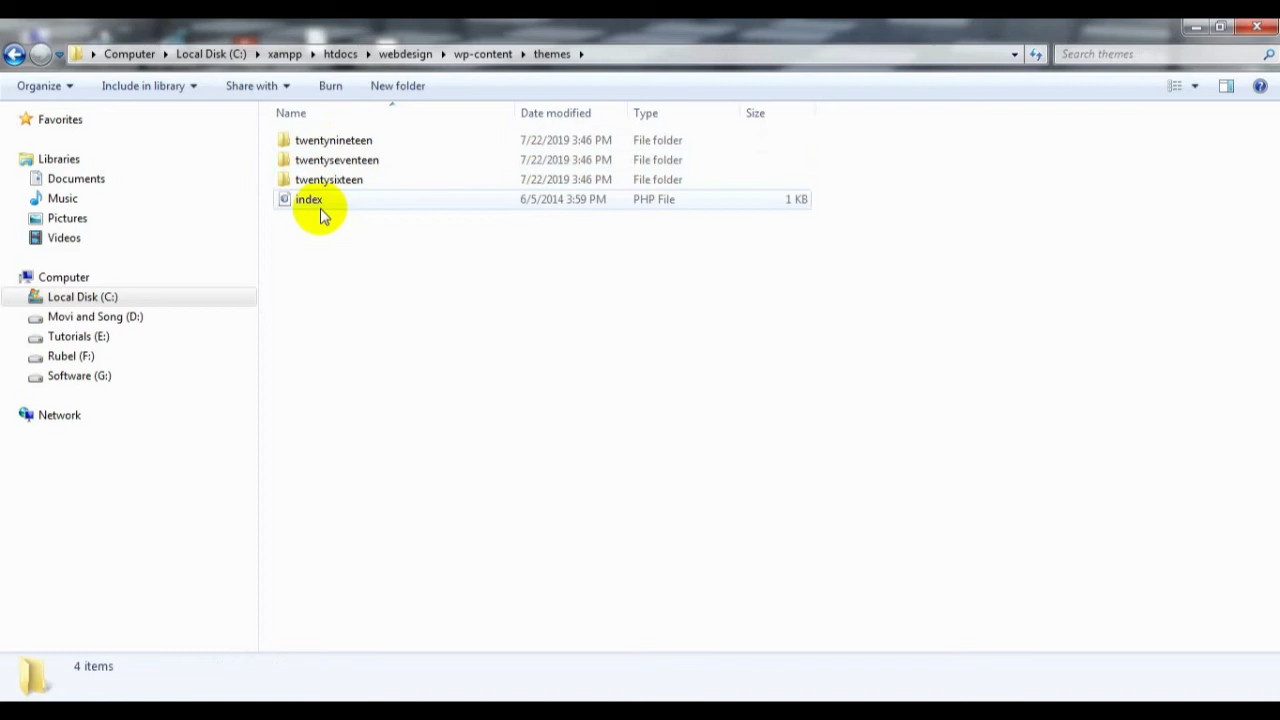 Computer Local Disk (C:) xampp htdocs webdesign wp-content themes Search themes
Organize Include in library Share with Burn New folder
Name Date modified Type Size
Favorites
Libraries
Documents
Music
Pictures
Videos
Computer
Local Disk (C:)
Movi and Song (D:)
Tutorials (E:)
Rubel (F:)
Software (G:)
Network
twentynineteen 7/22/2019 3:46 PM File folder
twentyseventeen 7/22/2019 3:46 PM File folder
twentysixteen 7/22/2019 3:46 PM File folder
index 6/5/2014 3:59 PM PHP File 1 KB
4 items